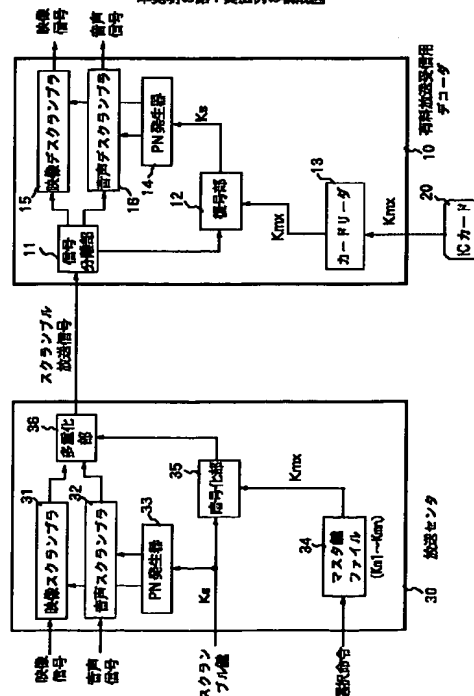 映像
信号
音声
信号
15
映像デスクランブラ
音声デスクランブラ
16
PN発生器
14
Ks
11
信号
分離部
12
復号部
13
Kmx
カードリーダ
Kmx
20
ICカード
10
有料放送受信用
デコーダ
スクランブル
放送信号
36
多重化
部
31
映像スクランブラ
32
音声スクランブラ
33
PN発生器
Ks
35
暗号化部
Kmx
34
マスタ鍵
ファイル
(Km1~Kmn)
30
放送センタ
映像
信号
音声
信号
スクラン
ブル鍵
選択命令